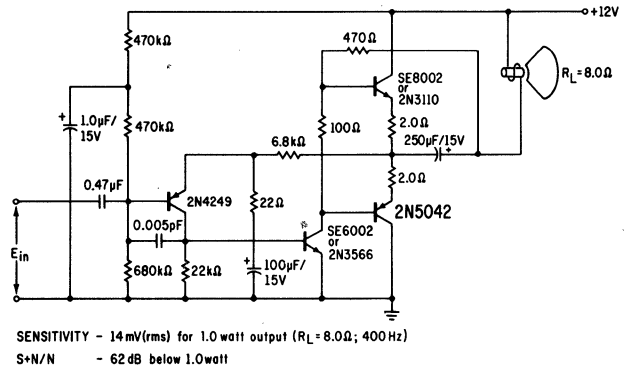 +12V
470Ω
470kΩ
SE8002
or
2N3110
R_L=8.0Ω
+
1.0µF/
15V
470kΩ
100Ω
2.0Ω
250µF/15V
+
6.8kΩ
0.47µF
2N4249
22Ω
2.0Ω
2N5042
0.005pF
SE6002
or
2N3566
E_in
680kΩ
22kΩ
+
100µF/
15V
SENSITIVITY - 14mV(rms) for 1.0 watt output (R_L=8.0Ω; 400Hz)
S+N/N - 62dB below 1.0watt